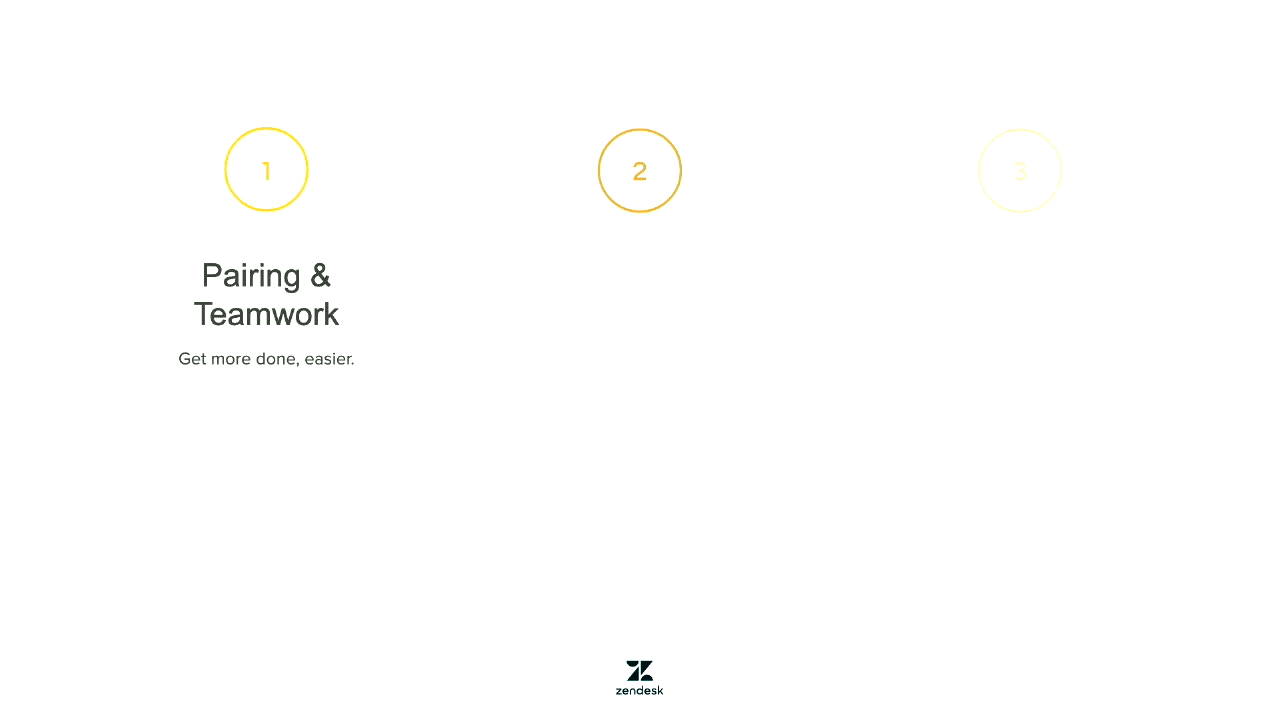 1
2
3
Pairing &
Teamwork
Get more done, easier.
zendesk